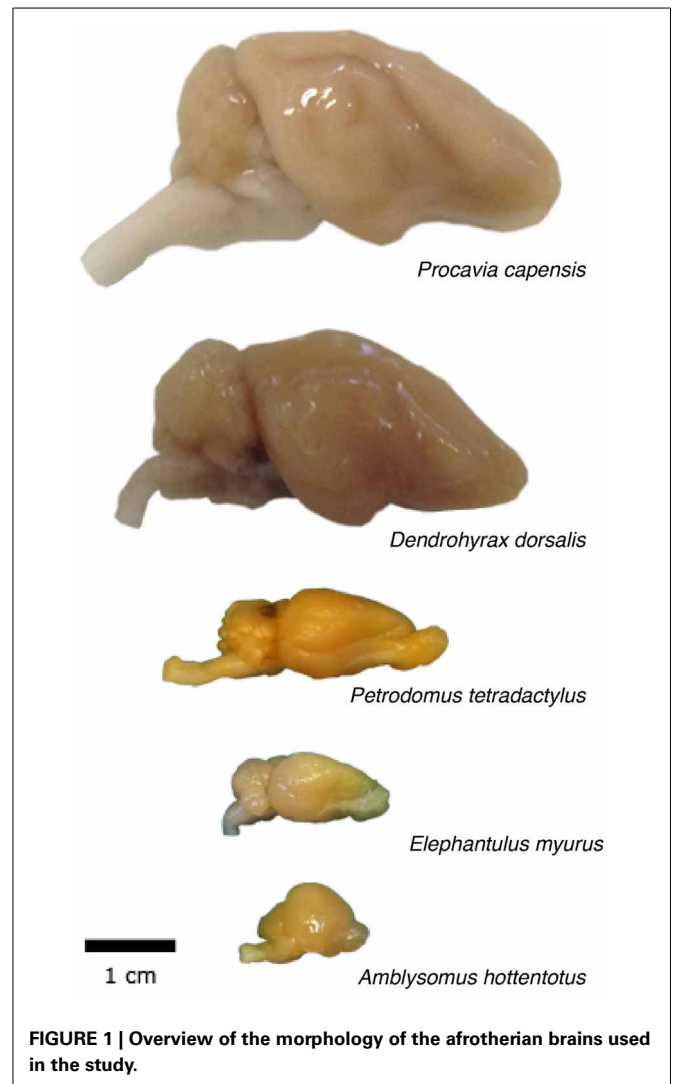 Procavia capensis
Dendrohyrax dorsalis
Petrodomus tetradactylus
Elephantulus myurus
Amblysomus hottentotus
1 cm
FIGURE 1 | Overview of the morphology of the afrotherian brains used
in the study.